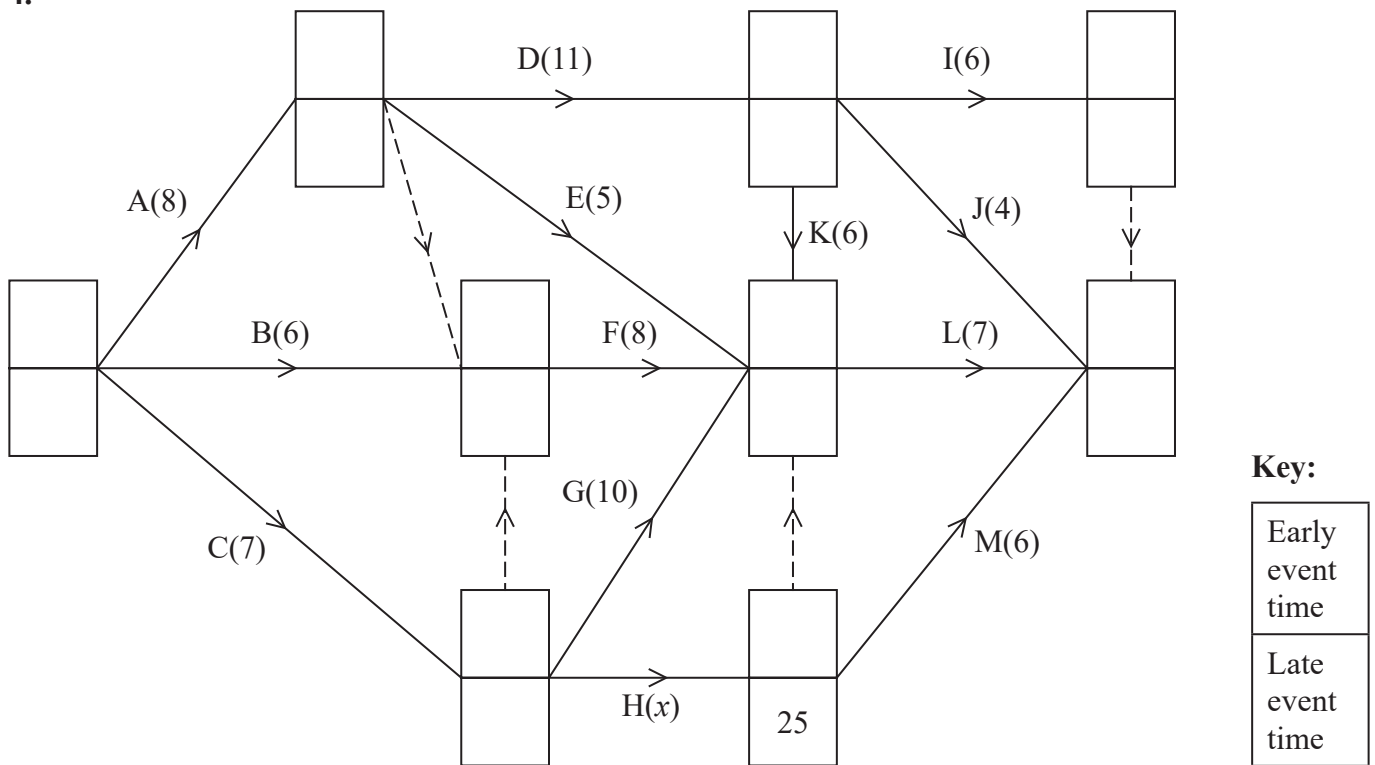 D(11)
I(6)
A(8)
E(5)
J(4)
K(6)
B(6)
F(8)
L(7)
G(10)
C(7)
M(6)
H(x)
25
Key:
Early
event
time
Late
event
time